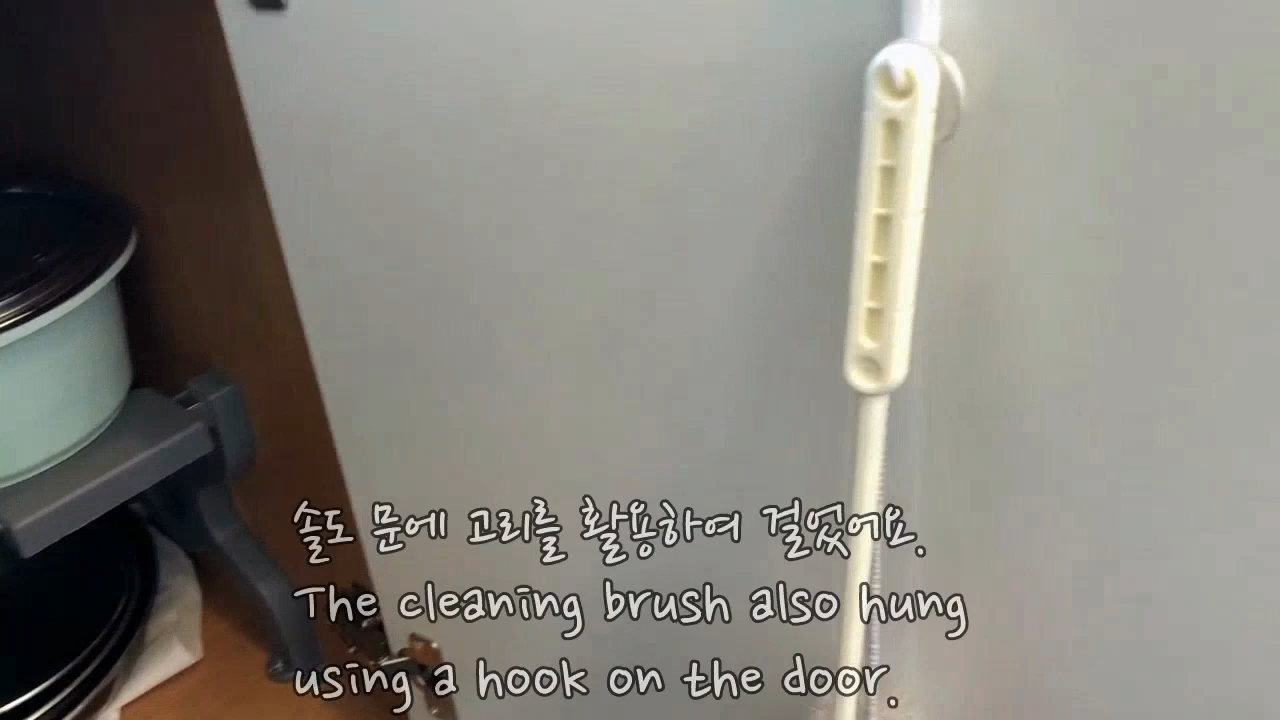 솔도 문에 고리를 활용하여 걸었어요.
The cleaning brush also hung
using a hook on the door.